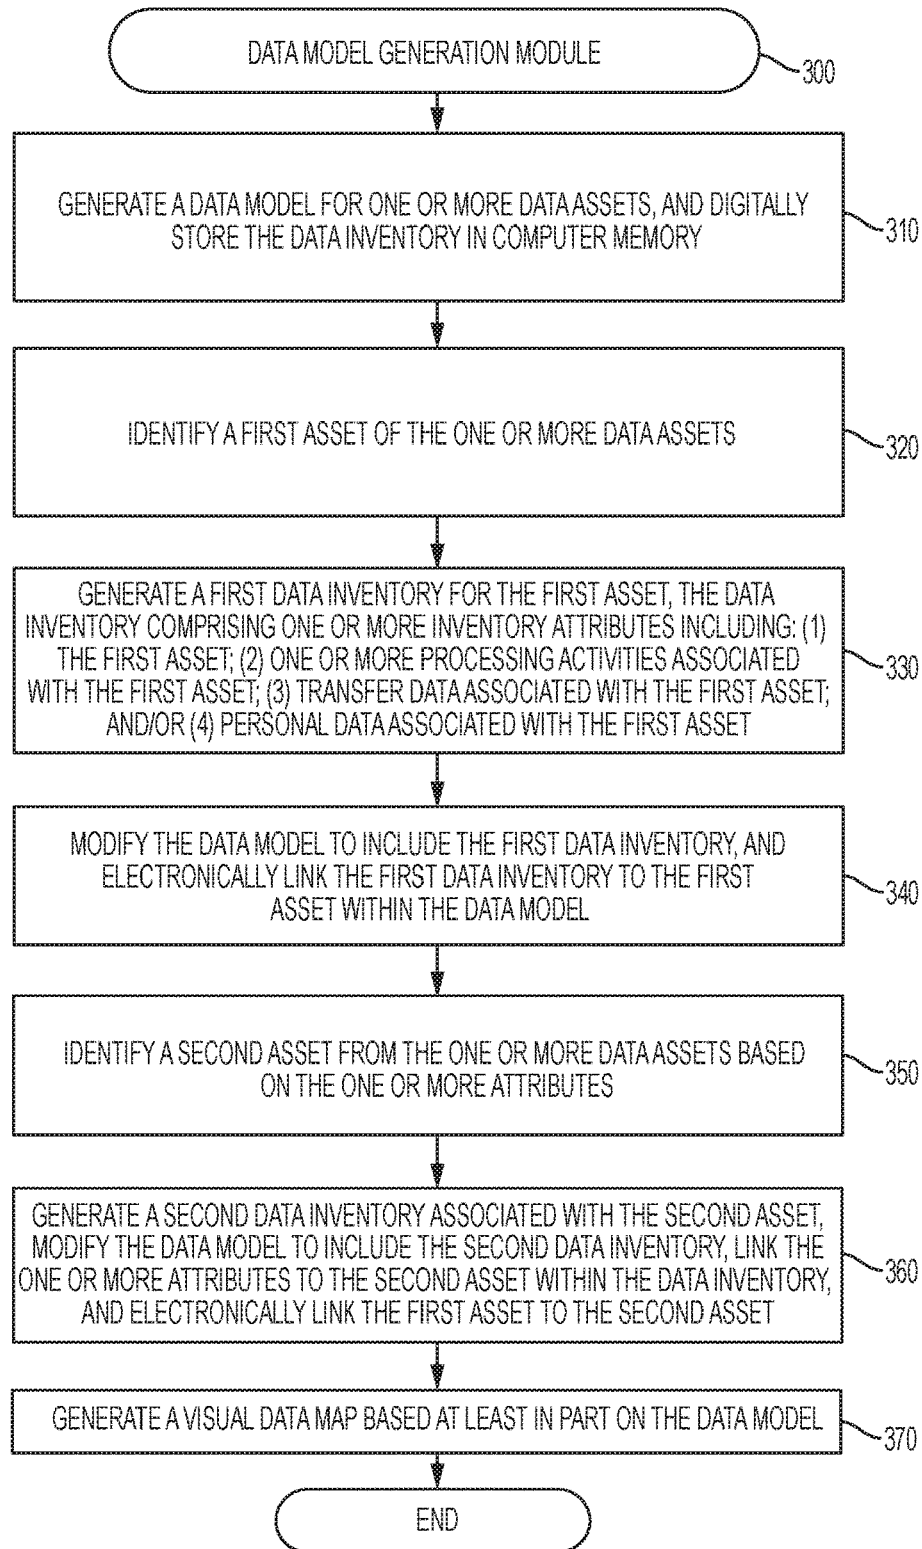 DATA MODEL GENERATION MODULE
300
GENERATE A DATA MODEL FOR ONE OR MORE DATA ASSETS, AND DIGITALLY
STORE THE DATA INVENTORY IN COMPUTER MEMORY
310
IDENTIFY A FIRST ASSET OF THE ONE OR MORE DATA ASSETS
320
GENERATE A FIRST DATA INVENTORY FOR THE FIRST ASSET, THE DATA
INVENTORY COMPRISING ONE OR MORE INVENTORY ATTRIBUTES INCLUDING: (1)
THE FIRST ASSET; (2) ONE OR MORE PROCESSING ACTIVITIES ASSOCIATED
WITH THE FIRST ASSET; (3) TRANSFER DATA ASSOCIATED WITH THE FIRST ASSET;
AND/OR (4) PERSONAL DATA ASSOCIATED WITH THE FIRST ASSET
330
MODIFY THE DATA MODEL TO INCLUDE THE FIRST DATA INVENTORY, AND
ELECTRONICALLY LINK THE FIRST DATA INVENTORY TO THE FIRST
ASSET WITHIN THE DATA MODEL
340
IDENTIFY A SECOND ASSET FROM THE ONE OR MORE DATA ASSETS BASED
ON THE ONE OR MORE ATTRIBUTES
350
GENERATE A SECOND DATA INVENTORY ASSOCIATED WITH THE SECOND ASSET,
MODIFY THE DATA MODEL TO INCLUDE THE SECOND DATA INVENTORY, LINK THE
ONE OR MORE ATTRIBUTES TO THE SECOND ASSET WITHIN THE DATA INVENTORY,
AND ELECTRONICALLY LINK THE FIRST ASSET TO THE SECOND ASSET
360
GENERATE A VISUAL DATA MAP BASED AT LEAST IN PART ON THE DATA MODEL
370
END